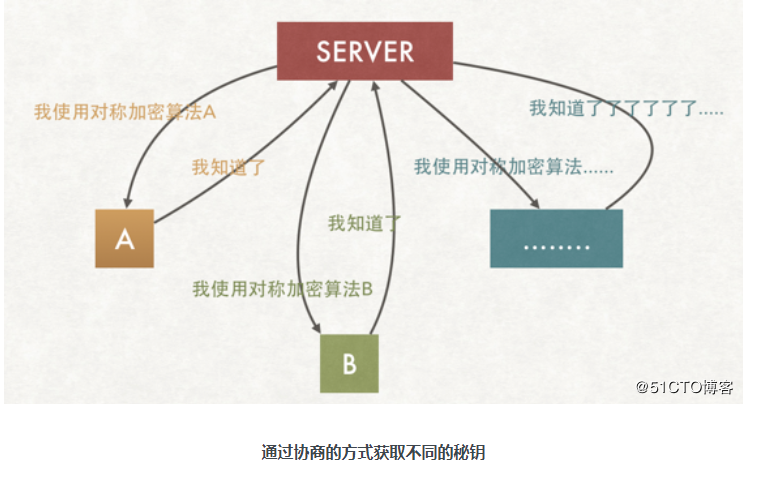 SERVER
我使用对称加密算法A
我知道了了了了了了.....
我知道了
我使用对称加密算法......
A
我知道了
........
我使用对称加密算法B
B
@51CTO博客
通过协商的方式获取不同的秘钥